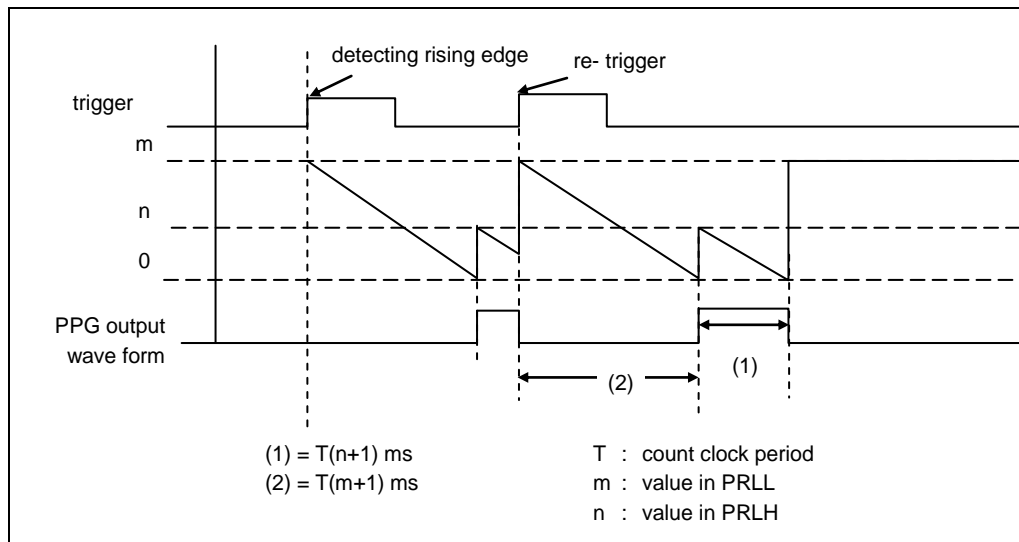 detecting rising edge
re- trigger
trigger
m
n
0
PPG output
wave form
(1)
(2)
(1) = T(n+1) ms
(2) = T(m+1) ms
T : count clock period
m : value in PRLL
n : value in PRLH